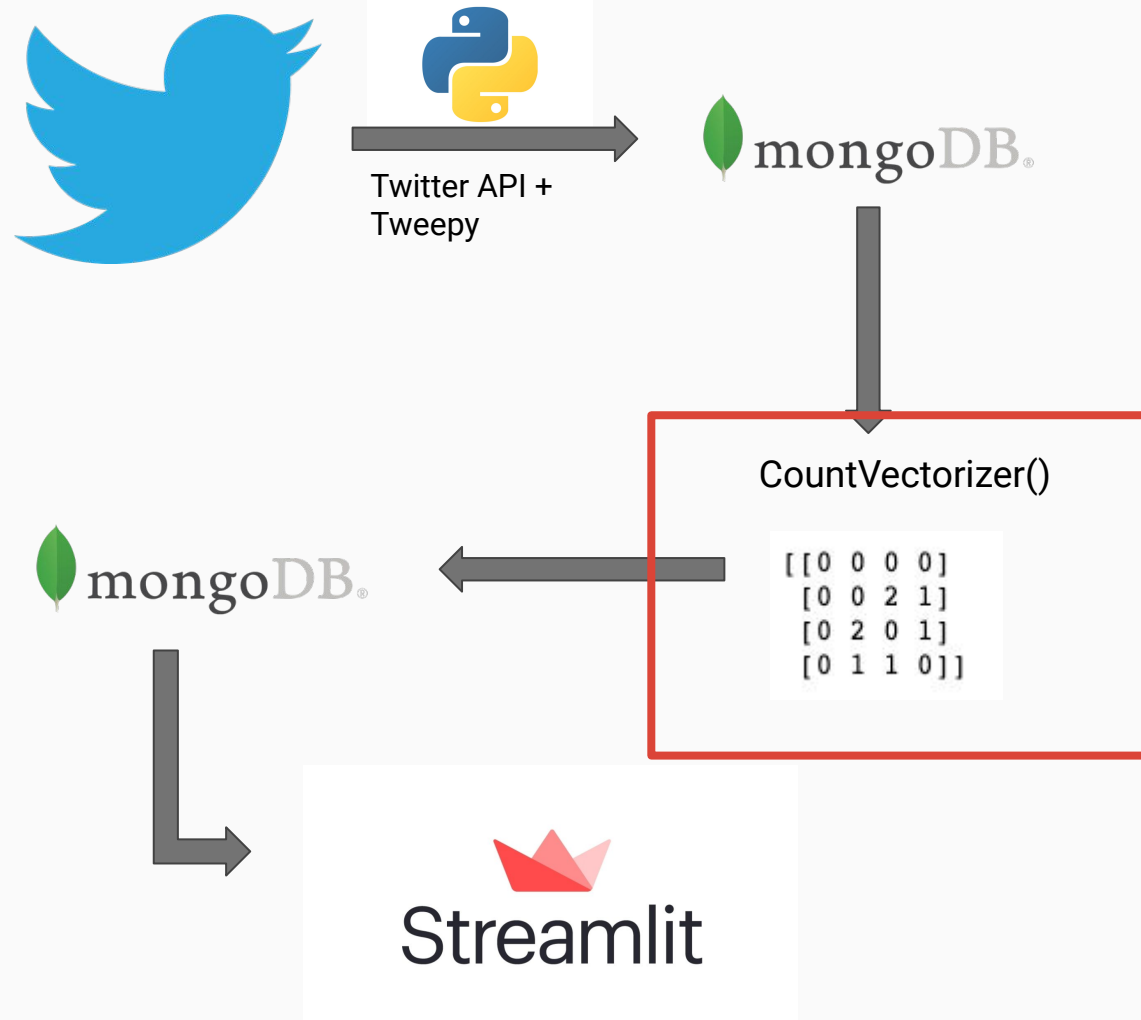 Twitter API +
Tweepy
mongoDB®
CountVectorizer()
[[0 0 0 0]
[0 0 2 1]
[0 2 0 1]
[0 1 1 0]]
mongoDB®
Streamlit